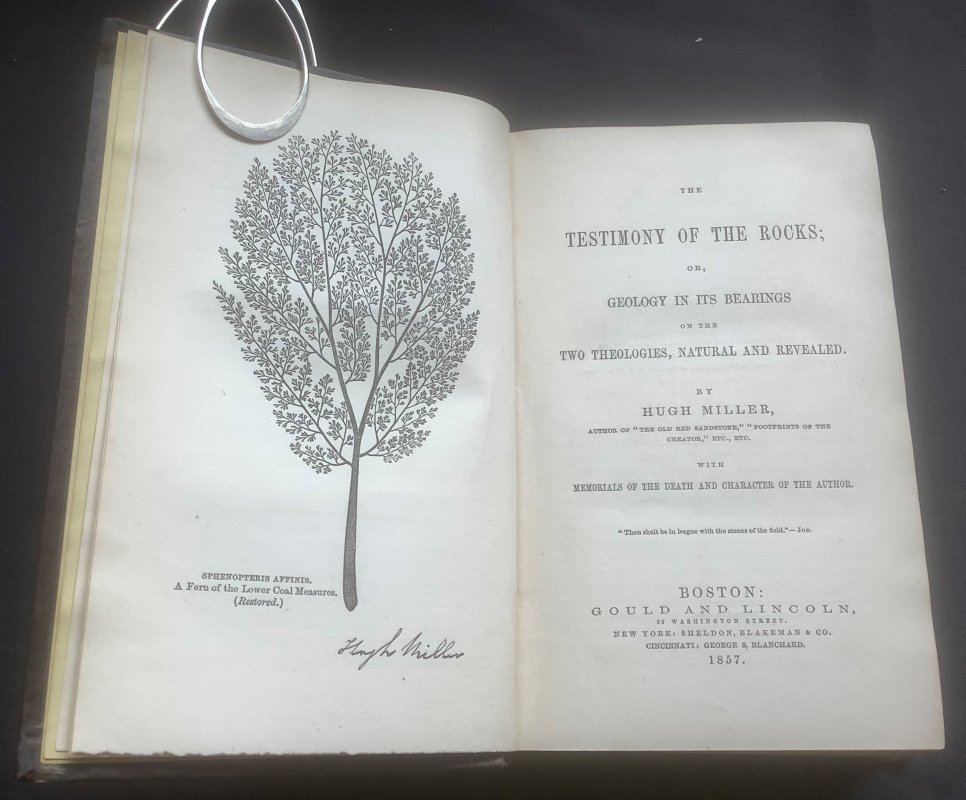 SPHENOPTERIS AFFINIS.
A Fern of the Lower Coal Measures.
(Restored.)
Hugh Miller
THE
TESTIMONY OF THE ROCKS;
OR,
GEOLOGY IN ITS BEARINGS
ON THE
TWO THEOLOGIES, NATURAL AND REVEALED.
BY
HUGH MILLER,
AUTHOR OF "THE OLD RED SANDSTONE," "FOOTPRINTS OF THE
CREATOR," ETC., ETC.
WITH
MEMORIALS OF THE DEATH AND CHARACTER OF THE AUTHOR.
"Thou shalt be in league with the stones of the field." — JOB.
BOSTON:
GOULD AND LINCOLN,
59 WASHINGTON STREET.
NEW YORK: SHELDON, BLAKEMAN & CO.
CINCINNATI: GEORGE S. BLANCHARD.
1857.